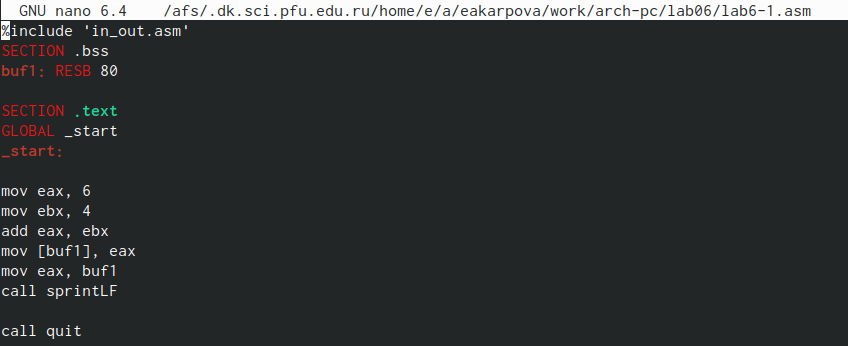 GNU nano 6.4    /afs/.dk.sci.pfu.edu.ru/home/e/a/eakarpova/work/arch-pc/lab06/lab6-1.asm
%include 'in_out.asm'
SECTION .bss
buf1: RESB 80
SECTION .text
GLOBAL _start
_start:
mov eax, 6
mov ebx, 4
add eax, ebx
mov [buf1], eax
mov eax, buf1
call sprintLF
call quit